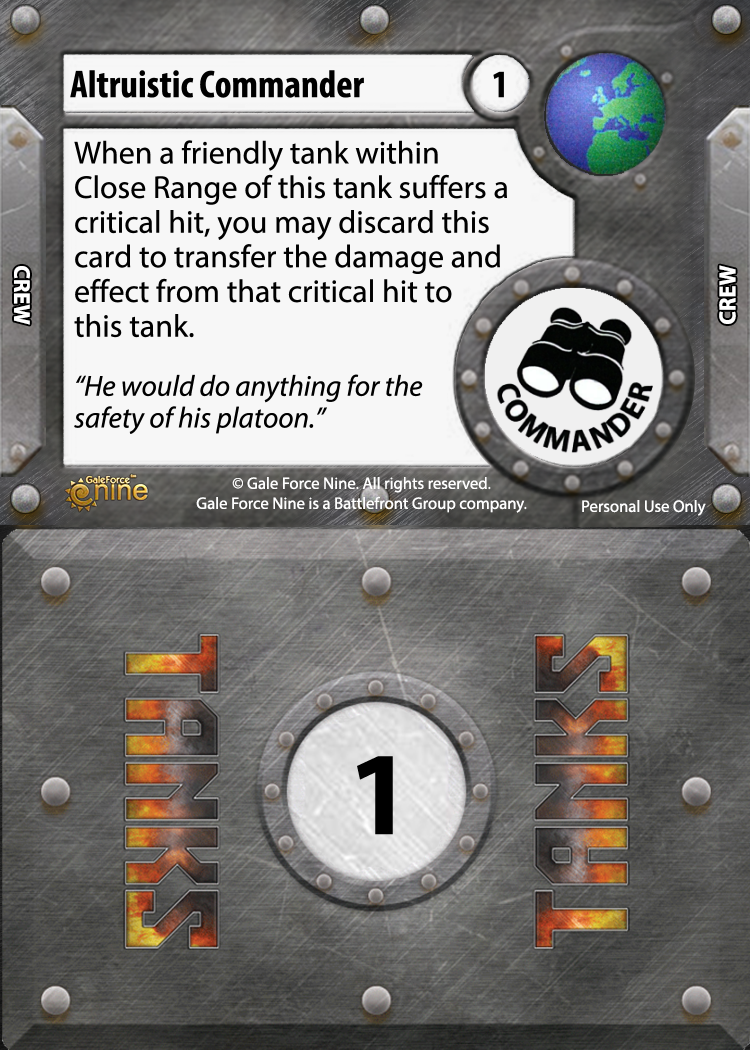 Altruistic Commander
1
When a friendly tank within
Close Range of this tank suffers a
critical hit, you may discard this
card to transfer the damage and
effect from that critical hit to
this tank.
“He would do anything for the
safety of his platoon.”
COMMANDER
CREW
CREW
GaleForce™
nine
© Gale Force Nine. All rights reserved.
Gale Force Nine is a Battlefront Group company.
Personal Use Only
TANKS
1
TANKS